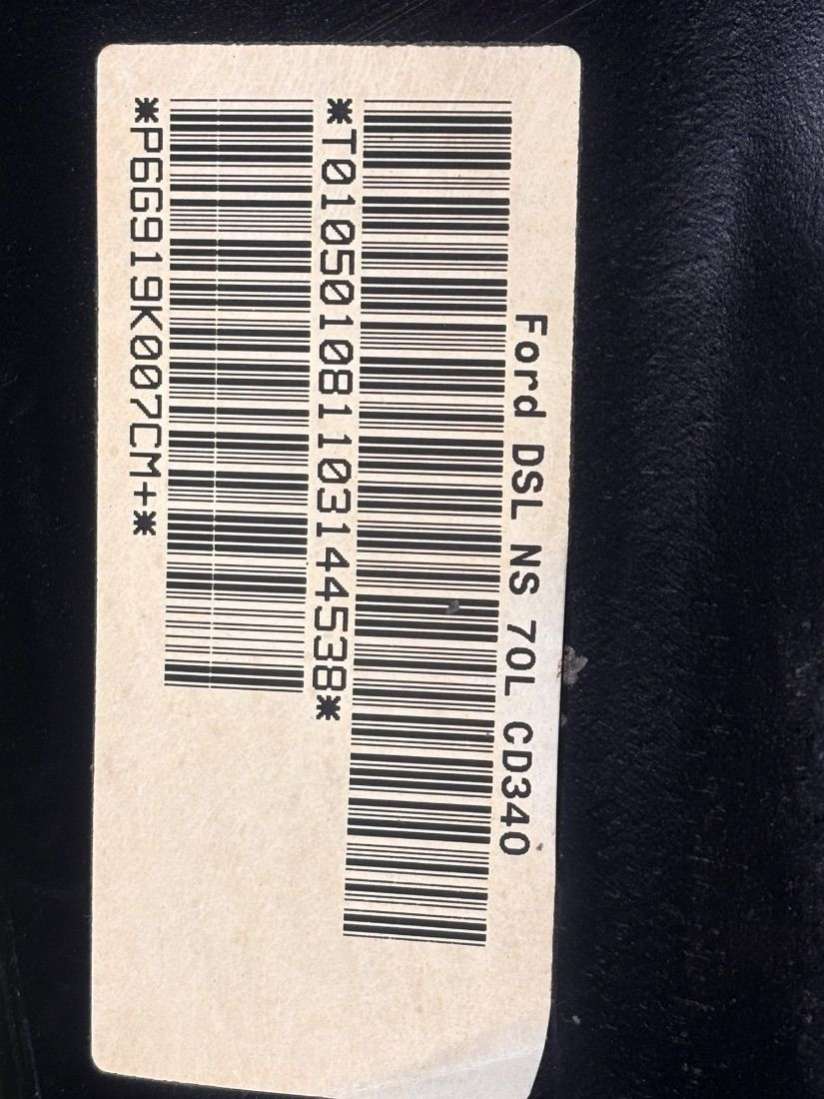 Ford DSL NS 70L CD340
*T010501081103144538*
*P6G919K007CM+*